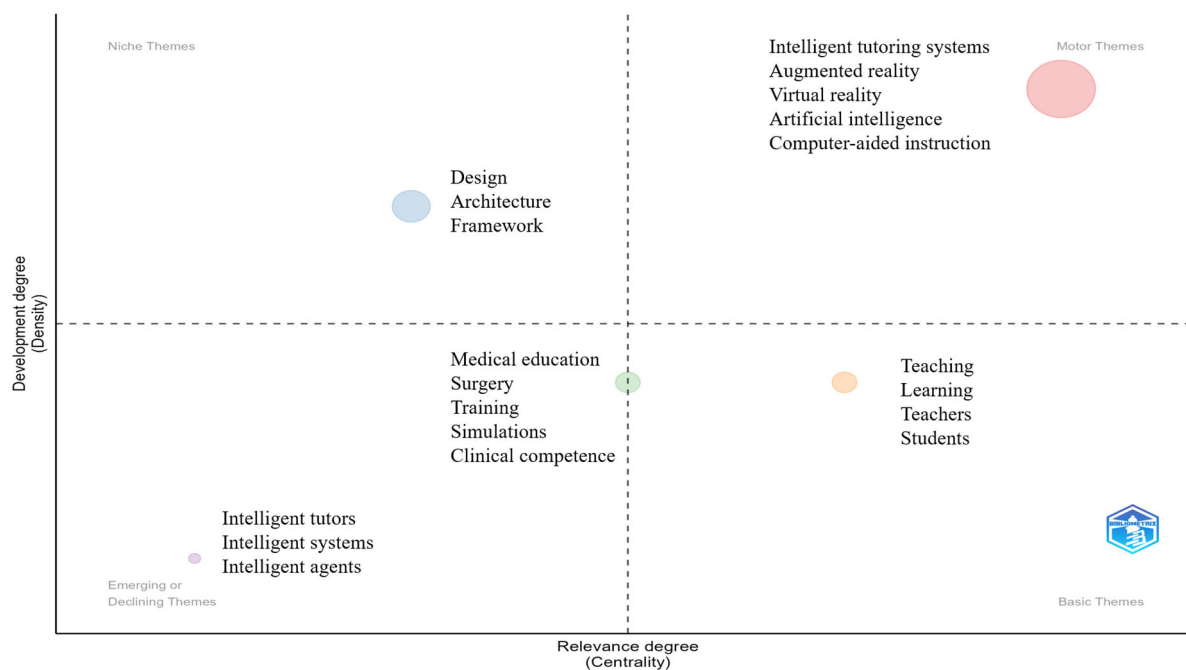 Niche Themes
Motor Themes
Intelligent tutoring systems
Augmented reality
Virtual reality
Artificial intelligence
Computer-aided instruction
Design
Architecture
Framework
Development degree
(Density)
Medical education
Surgery
Training
Simulations
Clinical competence
Teaching
Learning
Teachers
Students
Intelligent tutors
Intelligent systems
Intelligent agents
BIBLIOMETRIX
Emerging or
Declining Themes
Basic Themes
Relevance degree
(Centrality)